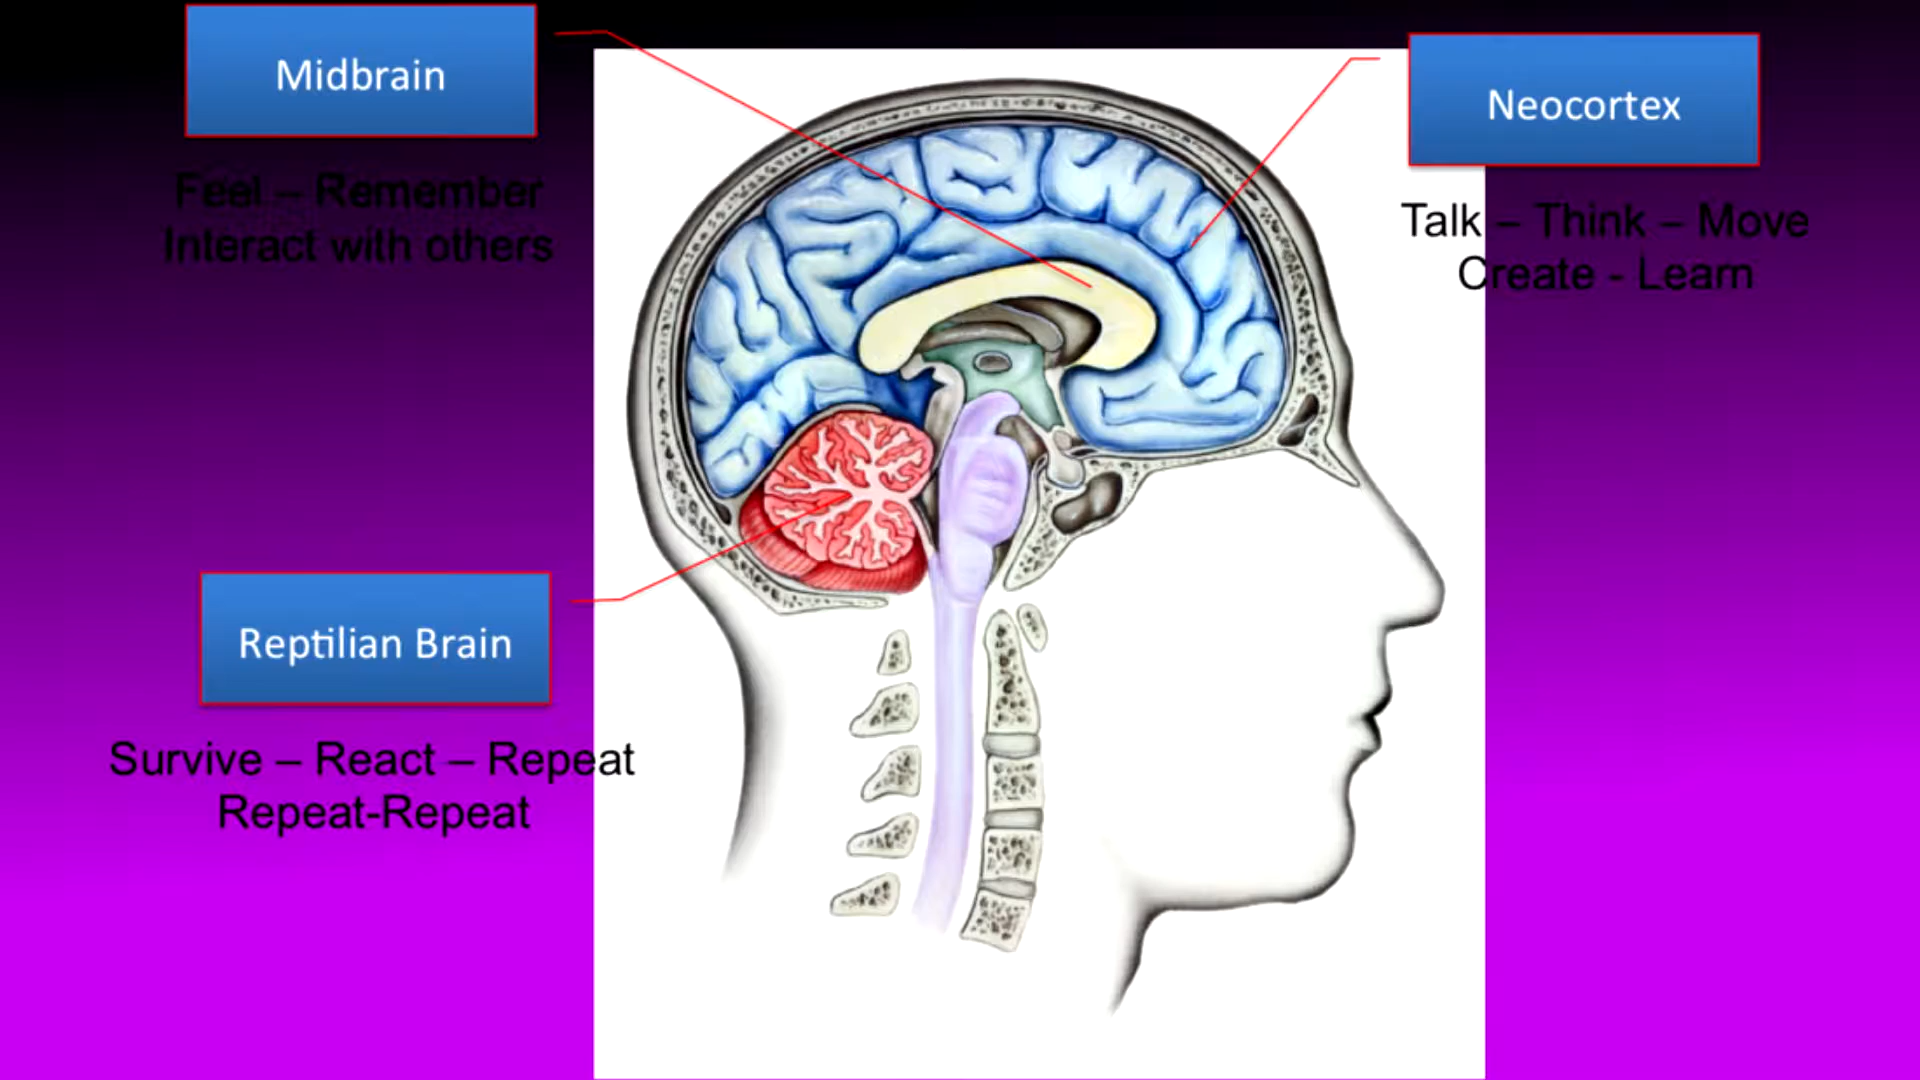 Midbrain
Feel – Remember
Interact with others
Neocortex
Talk – Think – Move
Create - Learn
Reptilian Brain
Survive – React – Repeat
Repeat-Repeat